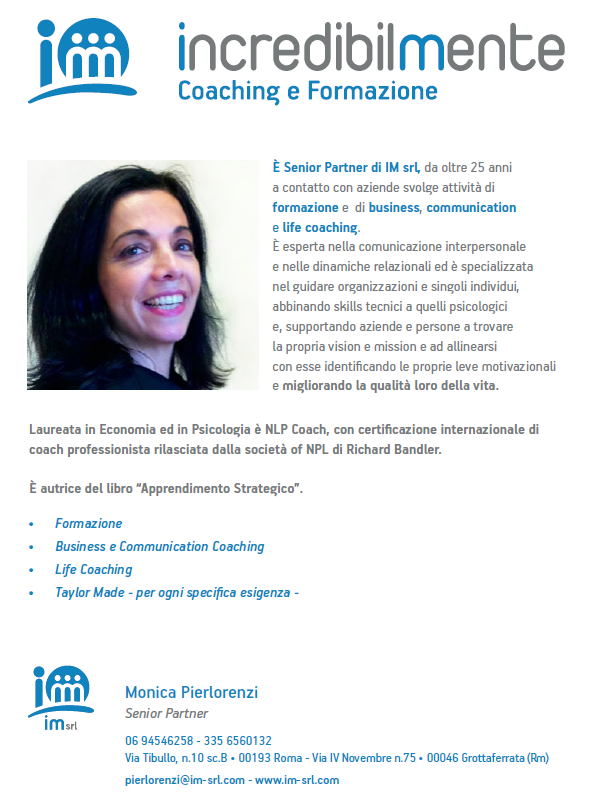 im
incredibilmente
Coaching e Formazione
È Senior Partner di IM srl, da oltre 25 anni
a contatto con aziende svolge attività di
formazione e di business, communication
e life coaching.
È esperta nella comunicazione interpersonale
e nelle dinamiche relazionali ed è specializzata
nel guidare organizzazioni e singoli individui,
abbinando skills tecnici a quelli psicologici
e, supportando aziende e persone a trovare
la propria vision e mission e ad allinearsi
con esse identificando le proprie leve motivazionali
e migliorando la qualità loro della vita.
Laureata in Economia ed in Psicologia è NLP Coach, con certificazione internazionale di
coach professionista rilasciata dalla società of NPL di Richard Bandler.
È autrice del libro “Apprendimento Strategico”.
• Formazione
• Business e Communication Coaching
• Life Coaching
• Taylor Made - per ogni specifica esigenza -
im
im srl
Monica Pierlorenzi
Senior Partner
06 94546258 - 335 6560132
Via Tibullo, n.10 sc.B • 00193 Roma - Via IV Novembre n.75 • 00046 Grottaferrata (Rm)
pierlorenzi@im-srl.com - www.im-srl.com